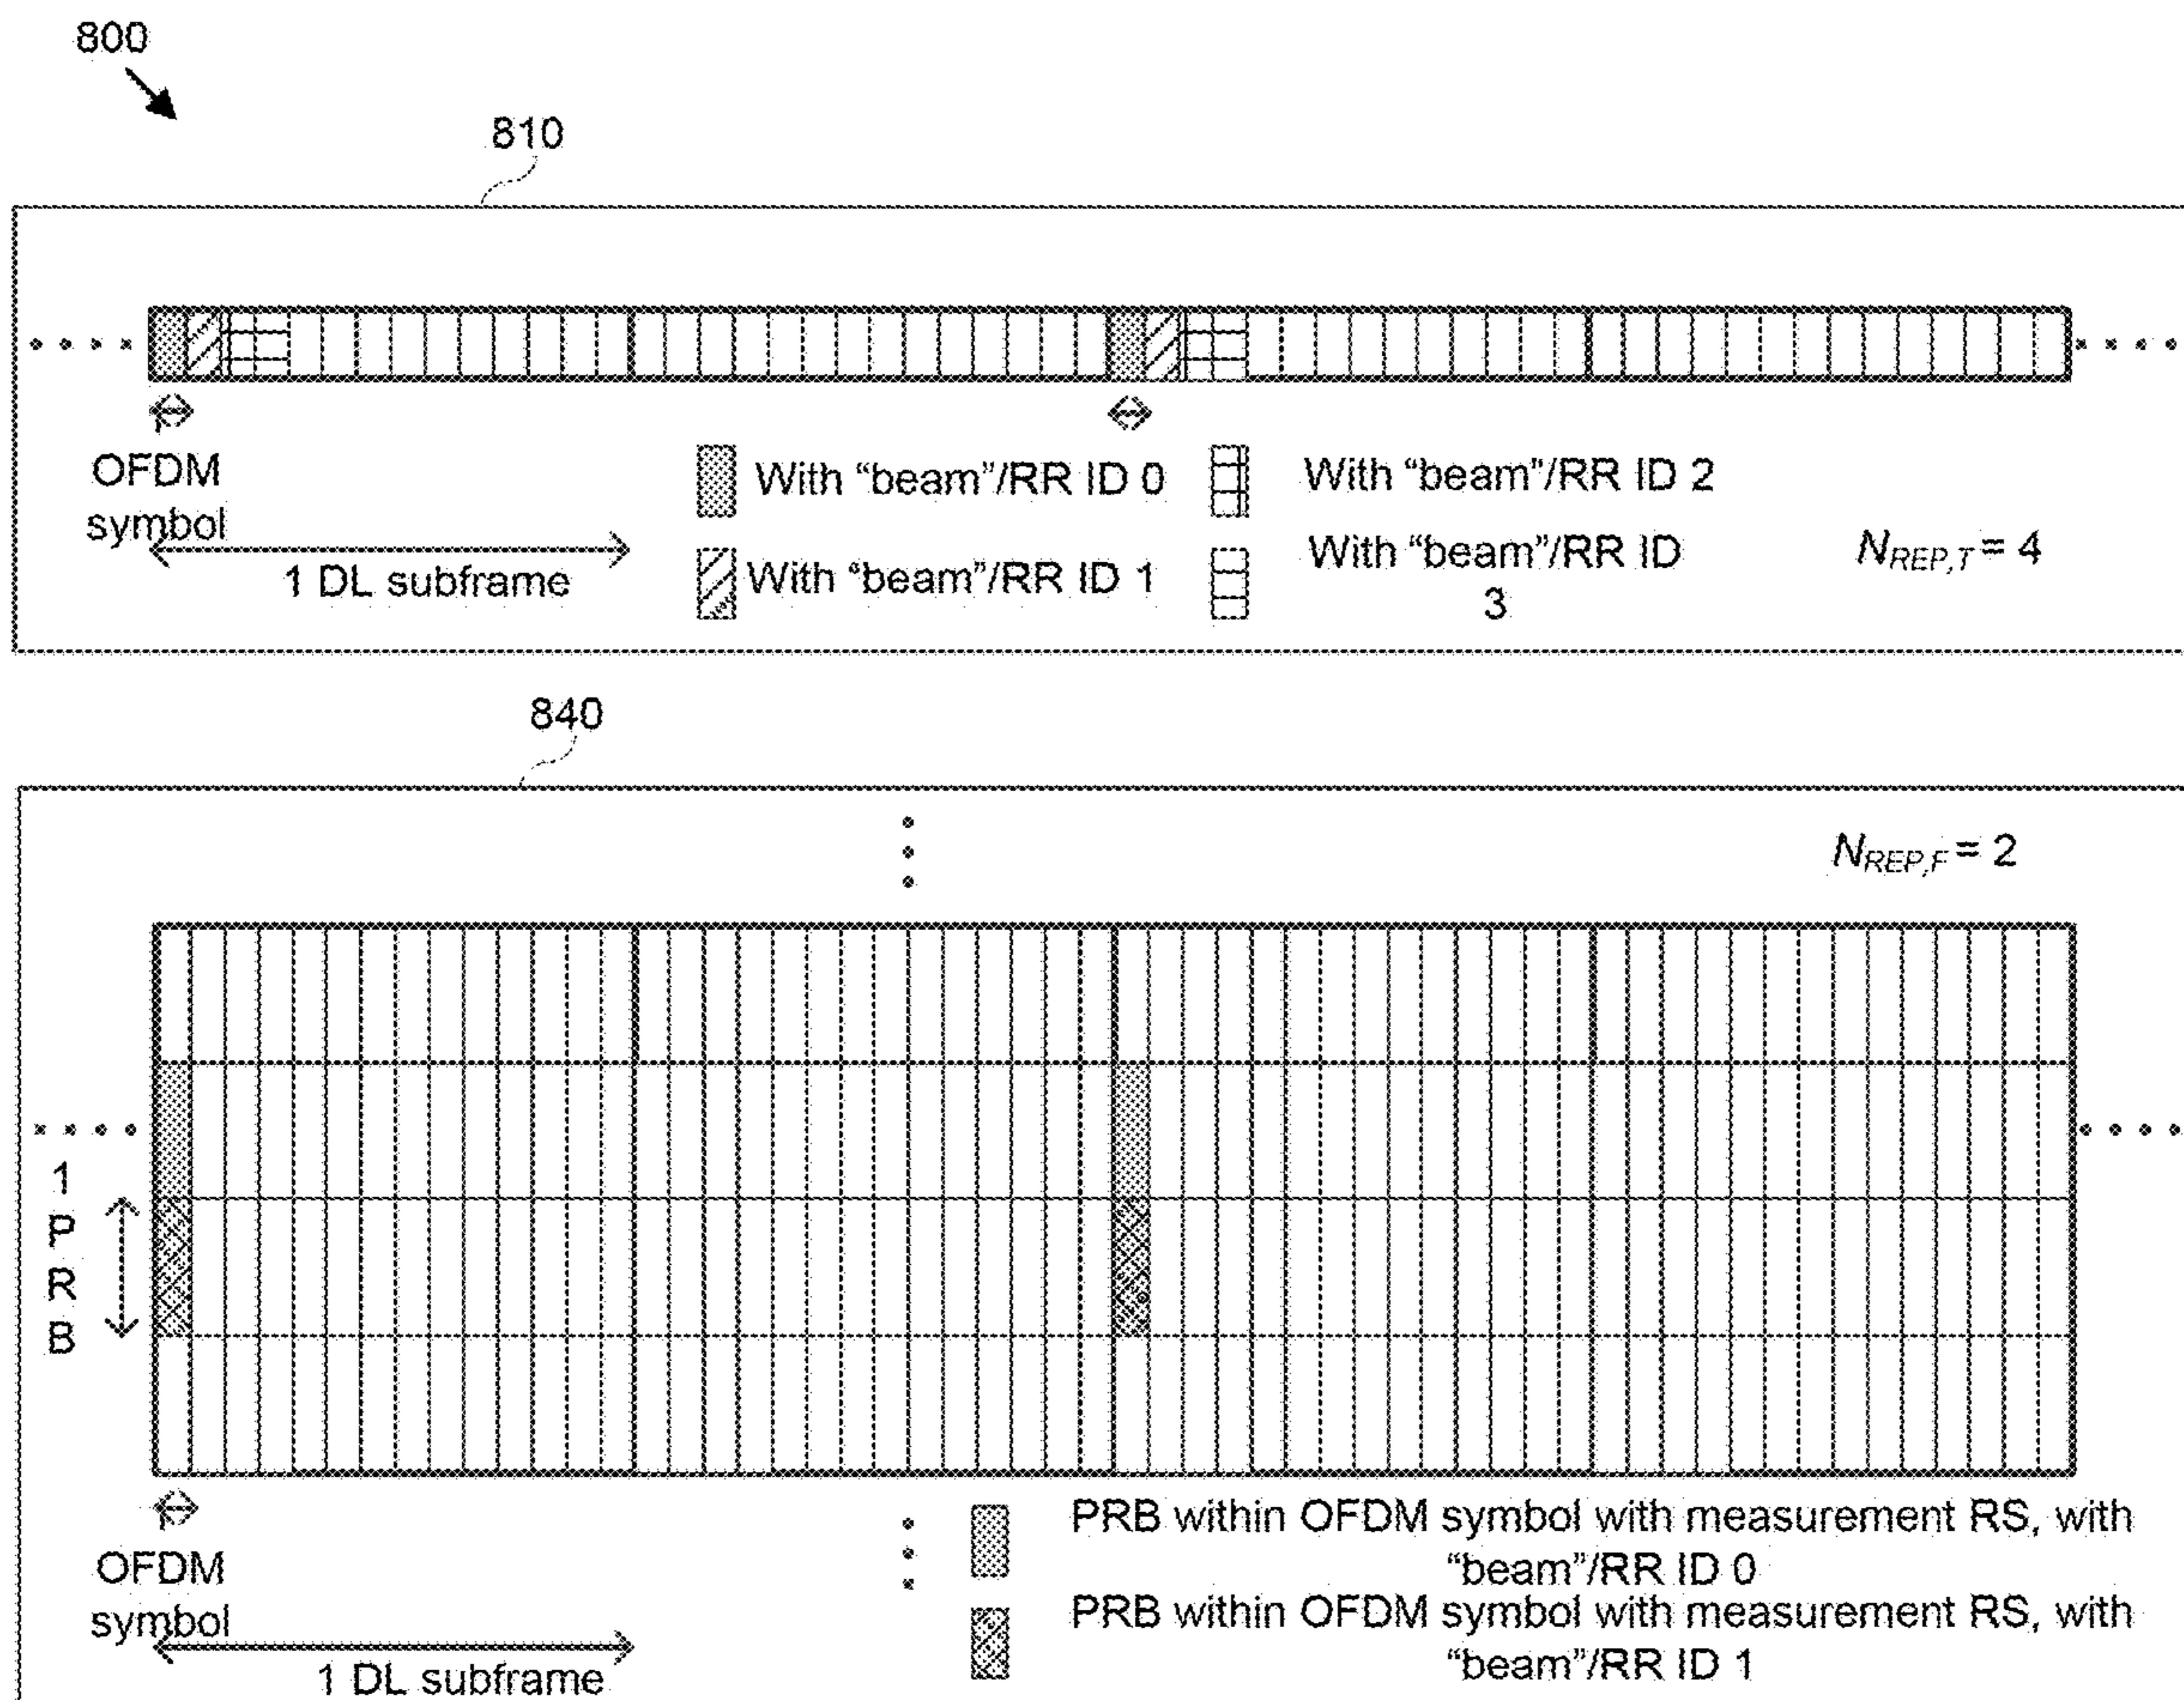 800
810
OFDM
symbol
1 DL subframe
With “beam”/RR ID 0
With “beam”/RR ID 1
With “beam”/RR ID 2
With “beam”/RR ID
3
N_REP,T = 4
840
N_REP,F = 2
1
P
R
B
OFDM
symbol
1 DL subframe
PRB within OFDM symbol with measurement RS, with
“beam”/RR ID 0
PRB within OFDM symbol with measurement RS, with
“beam”/RR ID 1